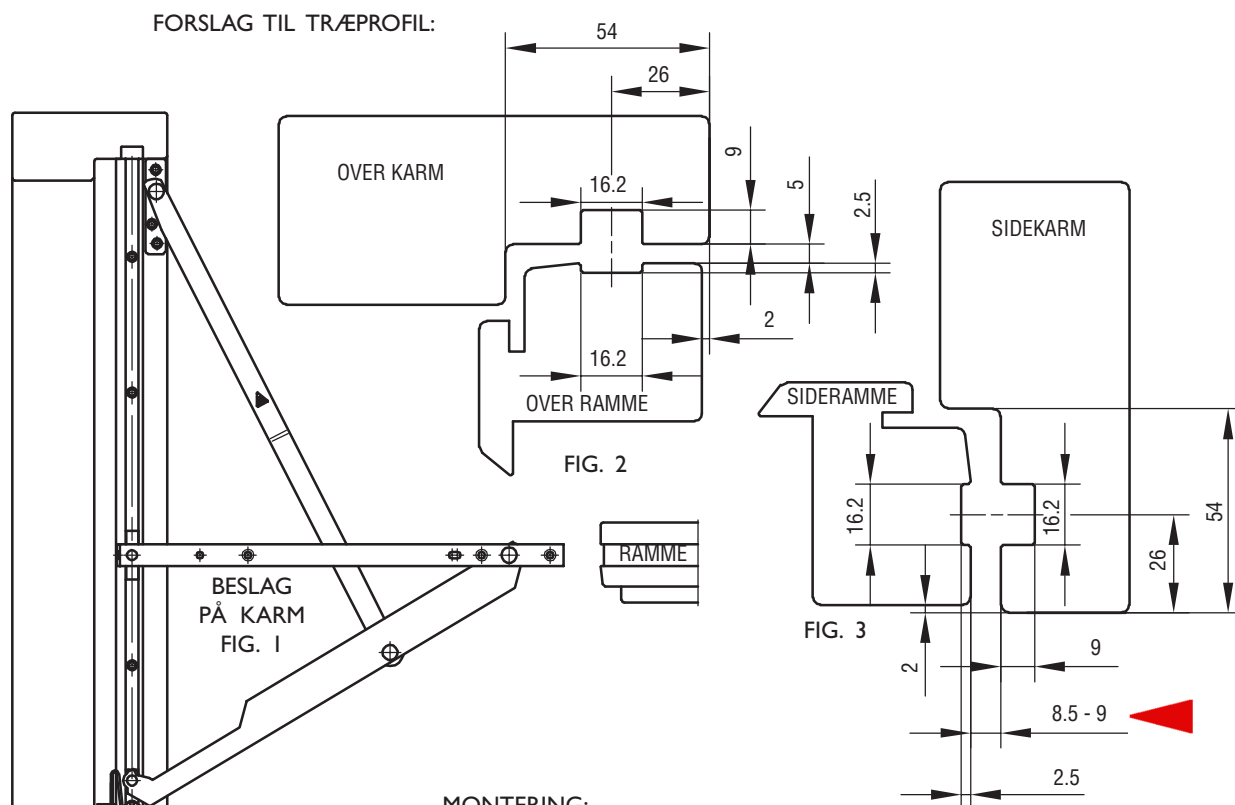 FORSLAG TIL TRÆPROFIL:
54
26
OVER KARM
16.2
9
5
2.5
2
16.2
OVER RAMME
FIG. 2
SIDEKARM
SIDERAMME
16.2
16.2
54
26
2
FIG. 3
9
8.5 - 9
2.5
RAMME
BESLAG
PÅ KARM
FIG. 1
MONTERING: